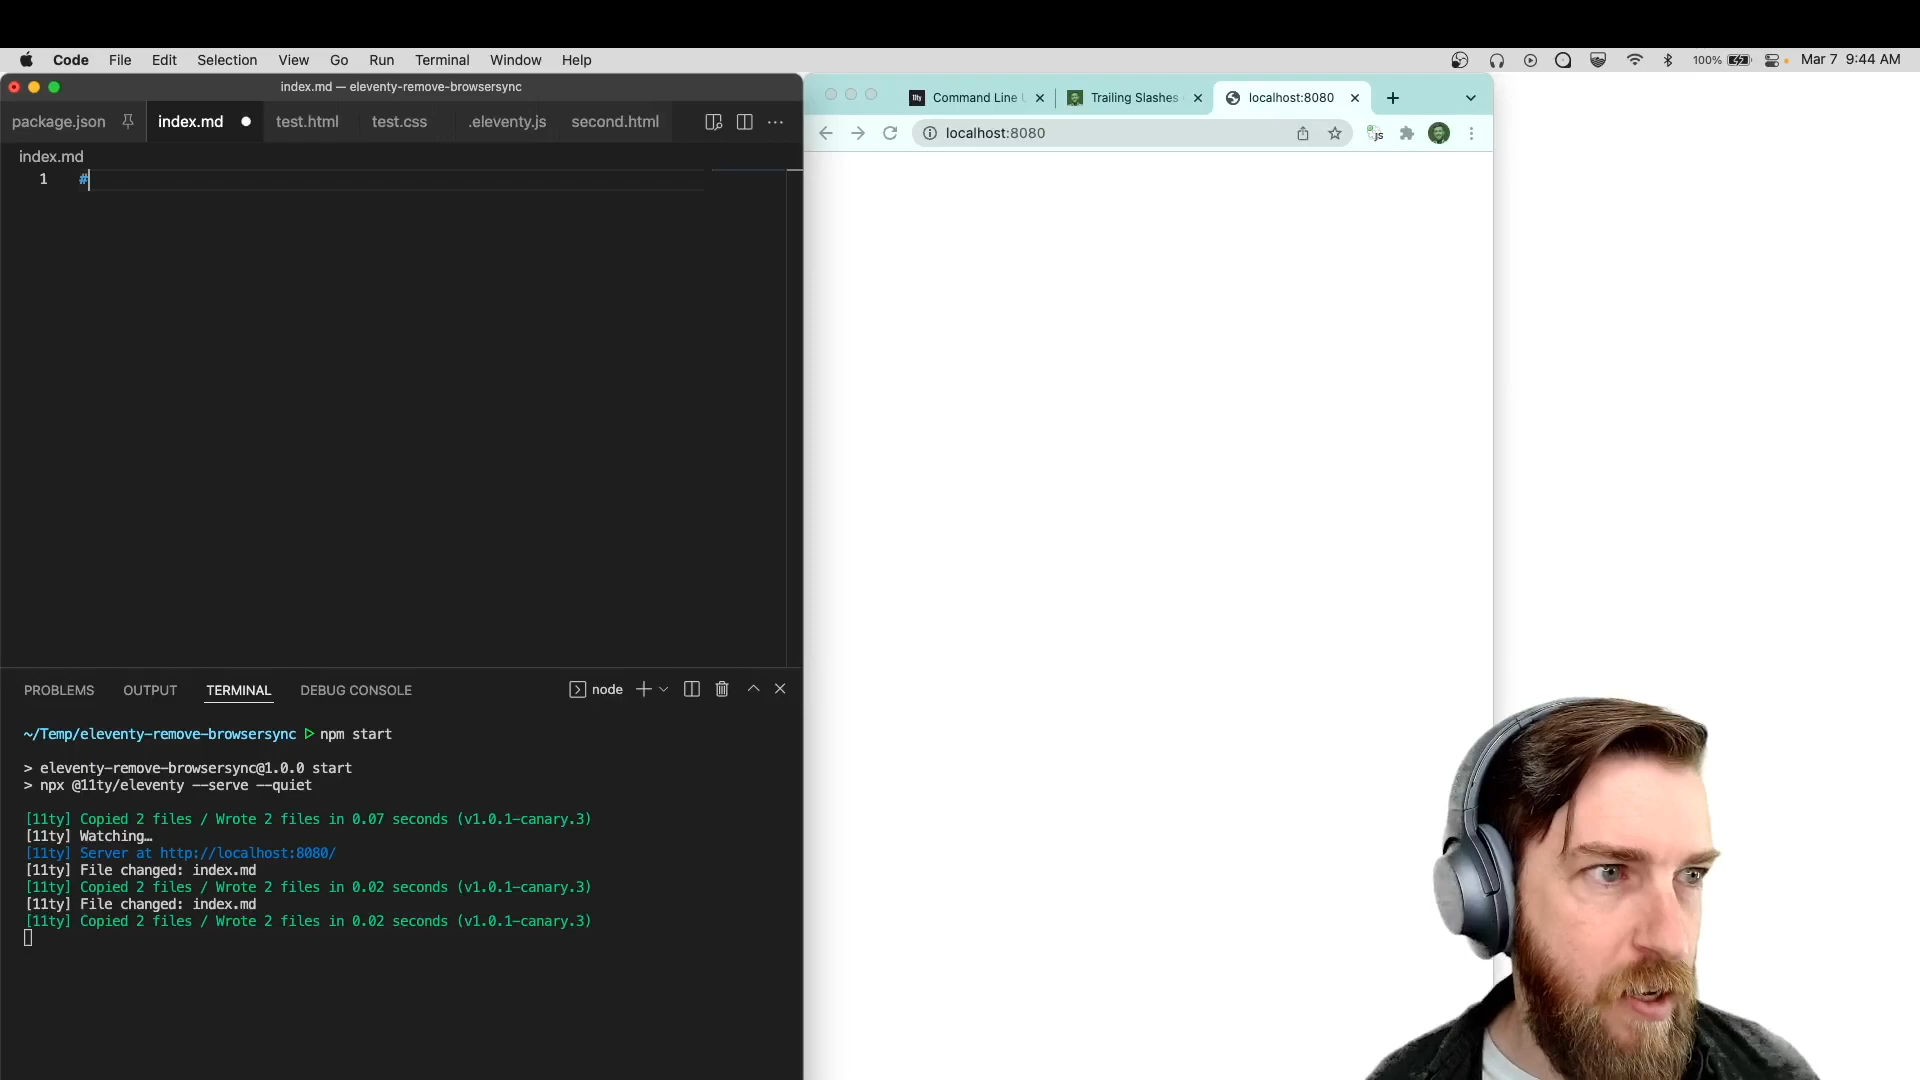 Code File Edit Selection View Go Run Terminal Window Help 100% Mar 7 9:44 AM
index.md — eleventy-remove-browsersync
package.json index.md test.html test.css .eleventy.js second.html
index.md
1 #
PROBLEMS OUTPUT TERMINAL DEBUG CONSOLE node
~/Temp/eleventy-remove-browsersync ▷ npm start
> eleventy-remove-browsersync@1.0.0 start
> npx @11ty/eleventy --serve --quiet
[11ty] Copied 2 files / Wrote 2 files in 0.07 seconds (v1.0.1-canary.3)
[11ty] Watching…
[11ty] Server at http://localhost:8080/
[11ty] File changed: index.md
[11ty] Copied 2 files / Wrote 2 files in 0.02 seconds (v1.0.1-canary.3)
[11ty] File changed: index.md
[11ty] Copied 2 files / Wrote 2 files in 0.02 seconds (v1.0.1-canary.3)
11ty Command Line Trailing Slashes localhost:8080
localhost:8080
JS